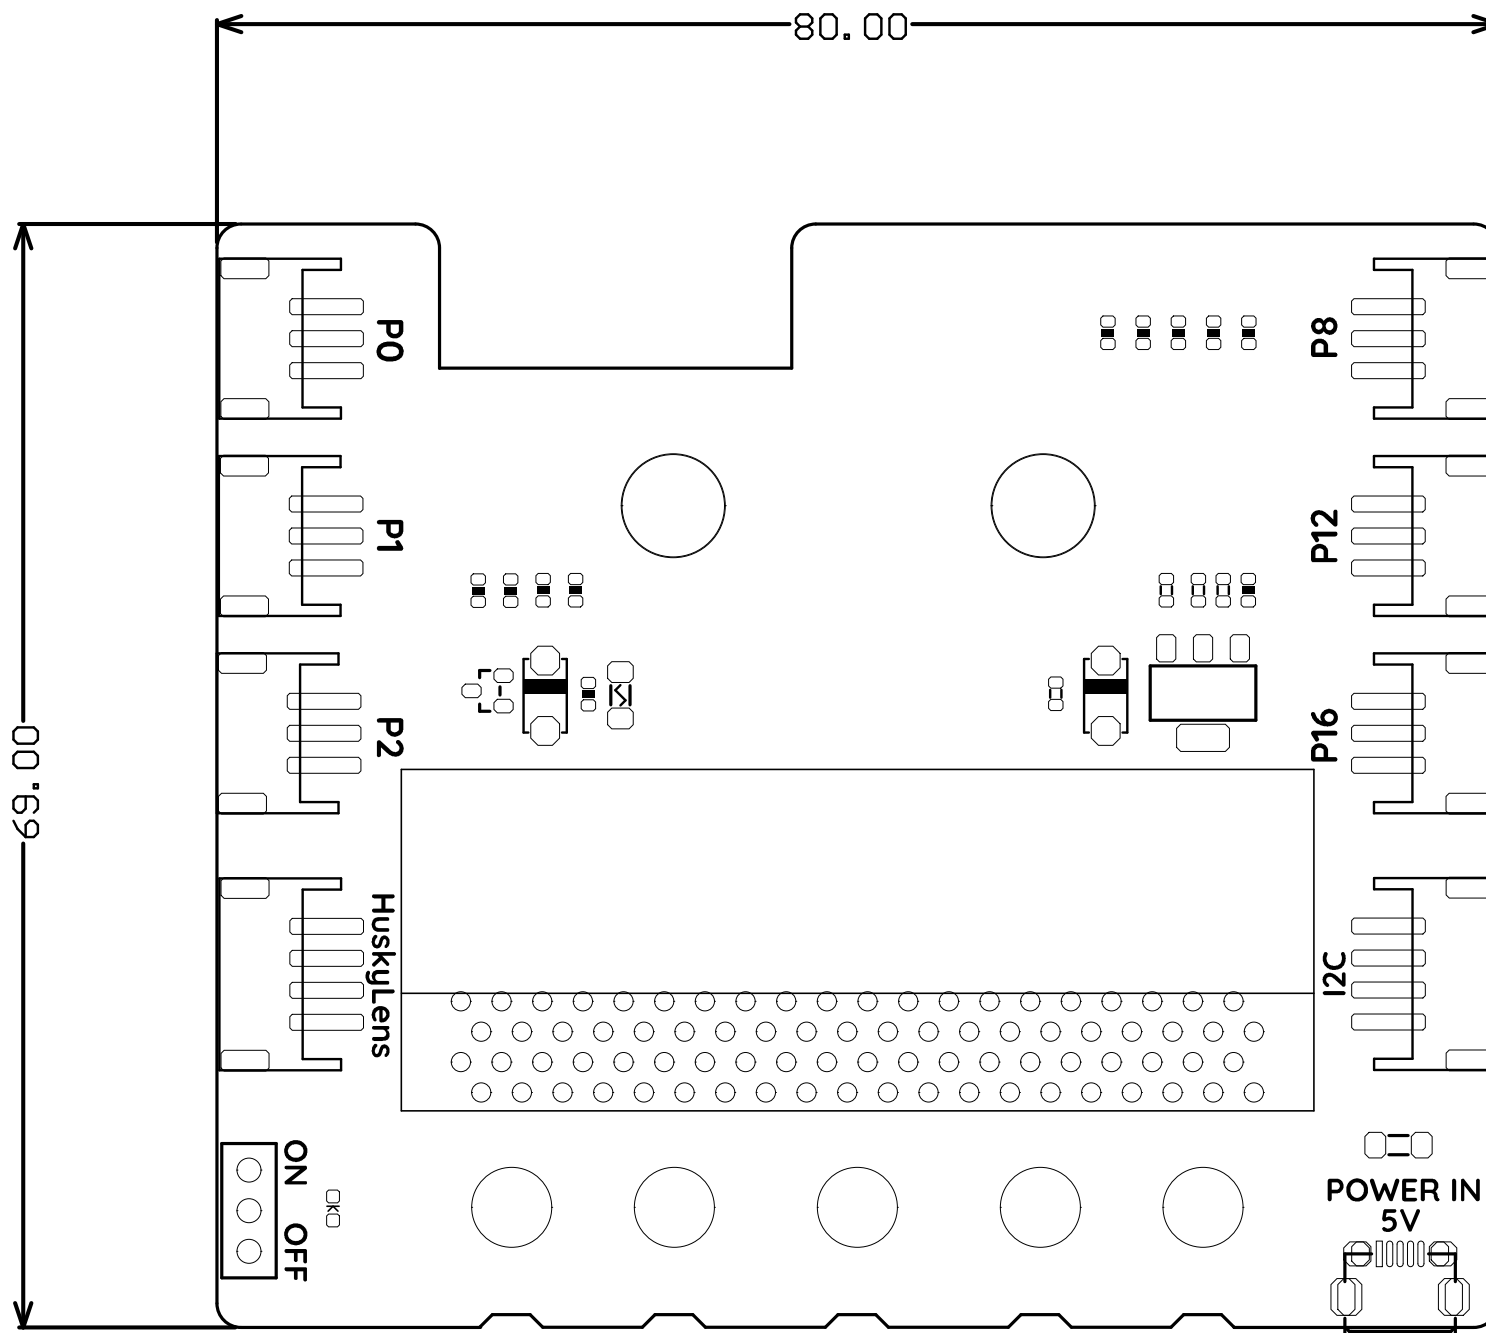 80.00
P0
P8
P1
P12
P2
P16
69.00
HuskyLens
I2C
ON
OFF
POWER IN
5V